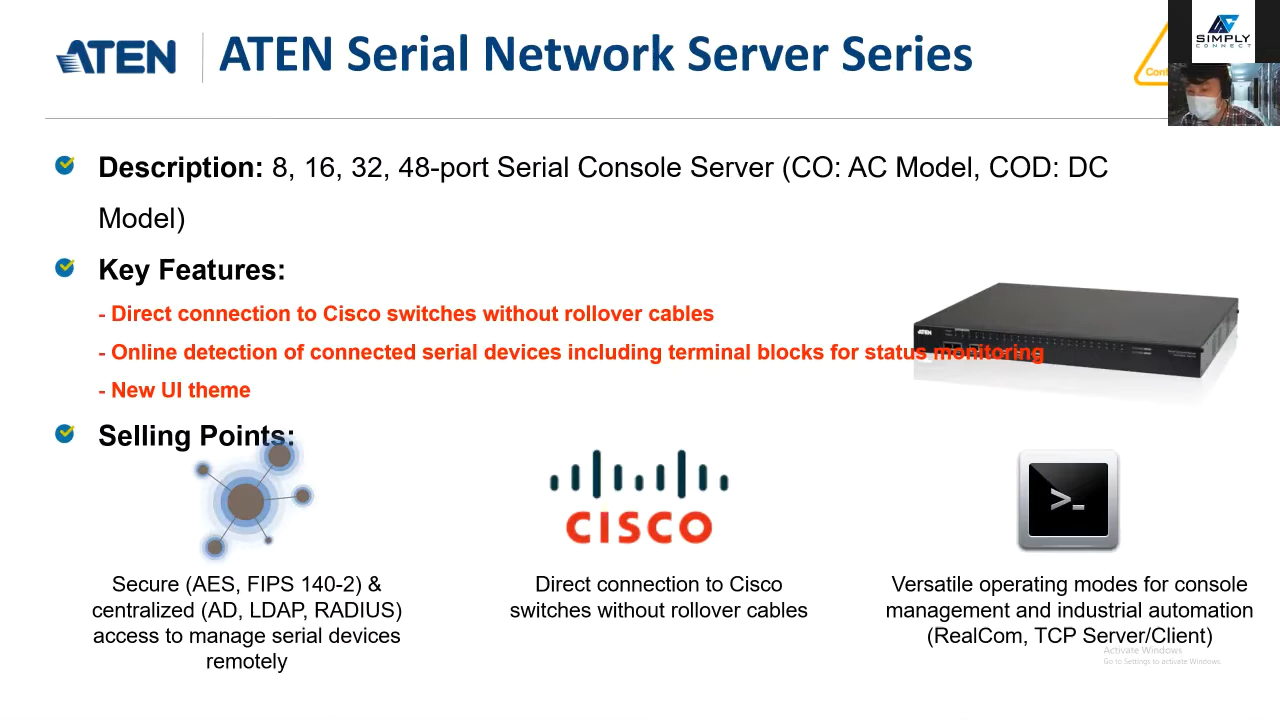 ATEN
ATEN Serial Network Server Series
Cont
SIMPLY
CONNECT
Description: 8, 16, 32, 48-port Serial Console Server (CO: AC Model, COD: DC
Model)
Key Features:
- Direct connection to Cisco switches without rollover cables
- Online detection of connected serial devices including terminal blocks for status monitoring
- New UI theme
ATEN
Selling Points:
CISCO
>_
Secure (AES, FIPS 140-2) &
centralized (AD, LDAP, RADIUS)
access to manage serial devices
remotely
Direct connection to Cisco
switches without rollover cables
Versatile operating modes for console
management and industrial automation
(RealCom, TCP Server/Client)
Activate Windows
Go to Settings to activate Windows.